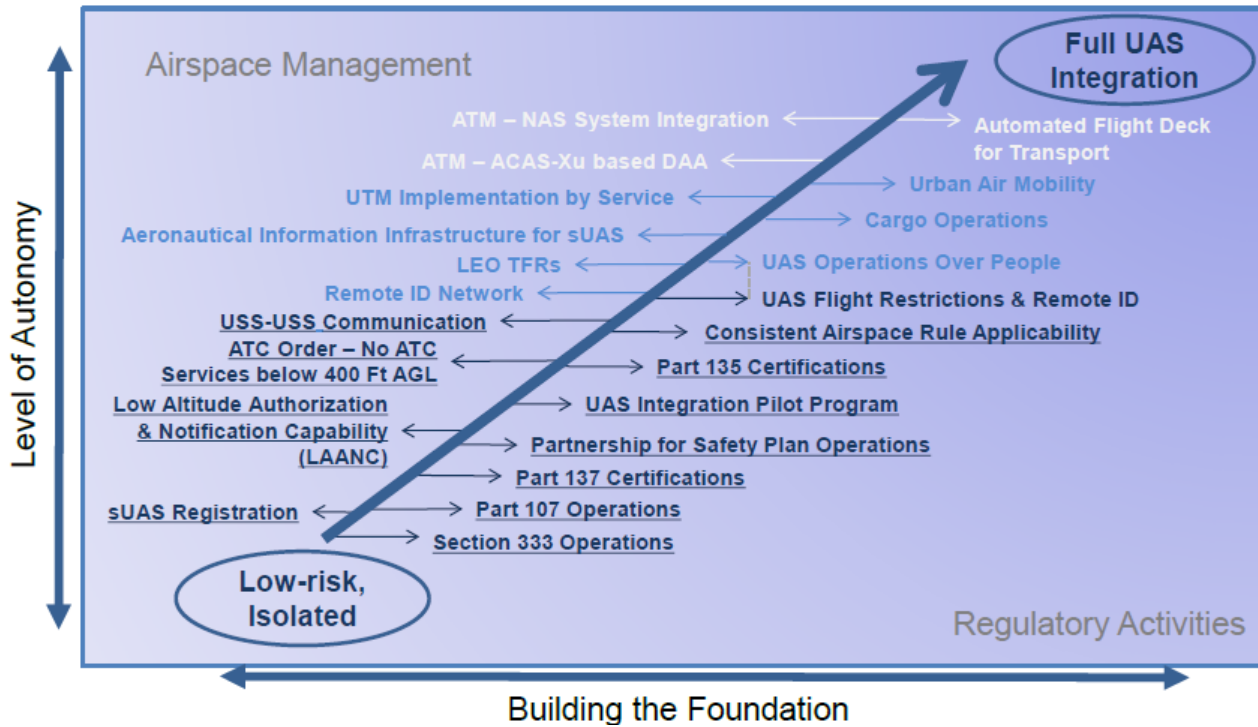 Full UAS
Integration
Airspace Management
ATM – NAS System Integration
Automated Flight Deck
for Transport
ATM – ACAS-Xu based DAA
Urban Air Mobility
UTM Implementation by Service
Cargo Operations
Aeronautical Information Infrastructure for sUAS
LEO TFRs
UAS Operations Over People
Remote ID Network
UAS Flight Restrictions & Remote ID
USS-USS Communication
Consistent Airspace Rule Applicability
ATC Order – No ATC
Services below 400 Ft AGL
Part 135 Certifications
Low Altitude Authorization
& Notification Capability
(LAANC)
UAS Integration Pilot Program
Partnership for Safety Plan Operations
Part 137 Certifications
sUAS Registration
Part 107 Operations
Section 333 Operations
Low-risk,
Isolated
Regulatory Activities
Level of Autonomy
Building the Foundation